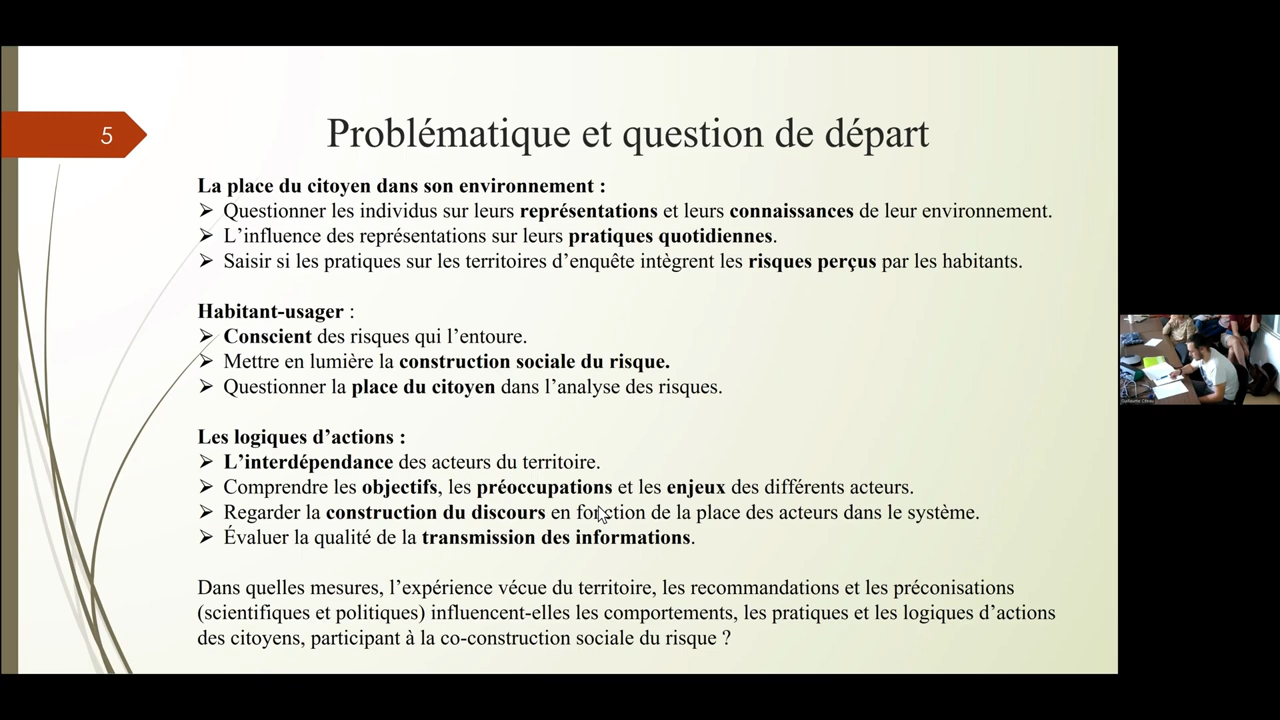 5
Problématique et question de départ
La place du citoyen dans son environnement :
➢ Questionner les individus sur leurs représentations et leurs connaissances de leur environnement.
➢ L’influence des représentations sur leurs pratiques quotidiennes.
➢ Saisir si les pratiques sur les territoires d’enquête intègrent les risques perçus par les habitants.
Habitant-usager :
➢ Conscient des risques qui l’entoure.
➢ Mettre en lumière la construction sociale du risque.
➢ Questionner la place du citoyen dans l’analyse des risques.
Les logiques d’actions :
➢ L’interdépendance des acteurs du territoire.
➢ Comprendre les objectifs, les préoccupations et les enjeux des différents acteurs.
➢ Regarder la construction du discours en fonction de la place des acteurs dans le système.
➢ Évaluer la qualité de la transmission des informations.
Dans quelles mesures, l’expérience vécue du territoire, les recommandations et les préconisations
(scientifiques et politiques) influencent-elles les comportements, les pratiques et les logiques d’actions
des citoyens, participant à la co-construction sociale du risque ?